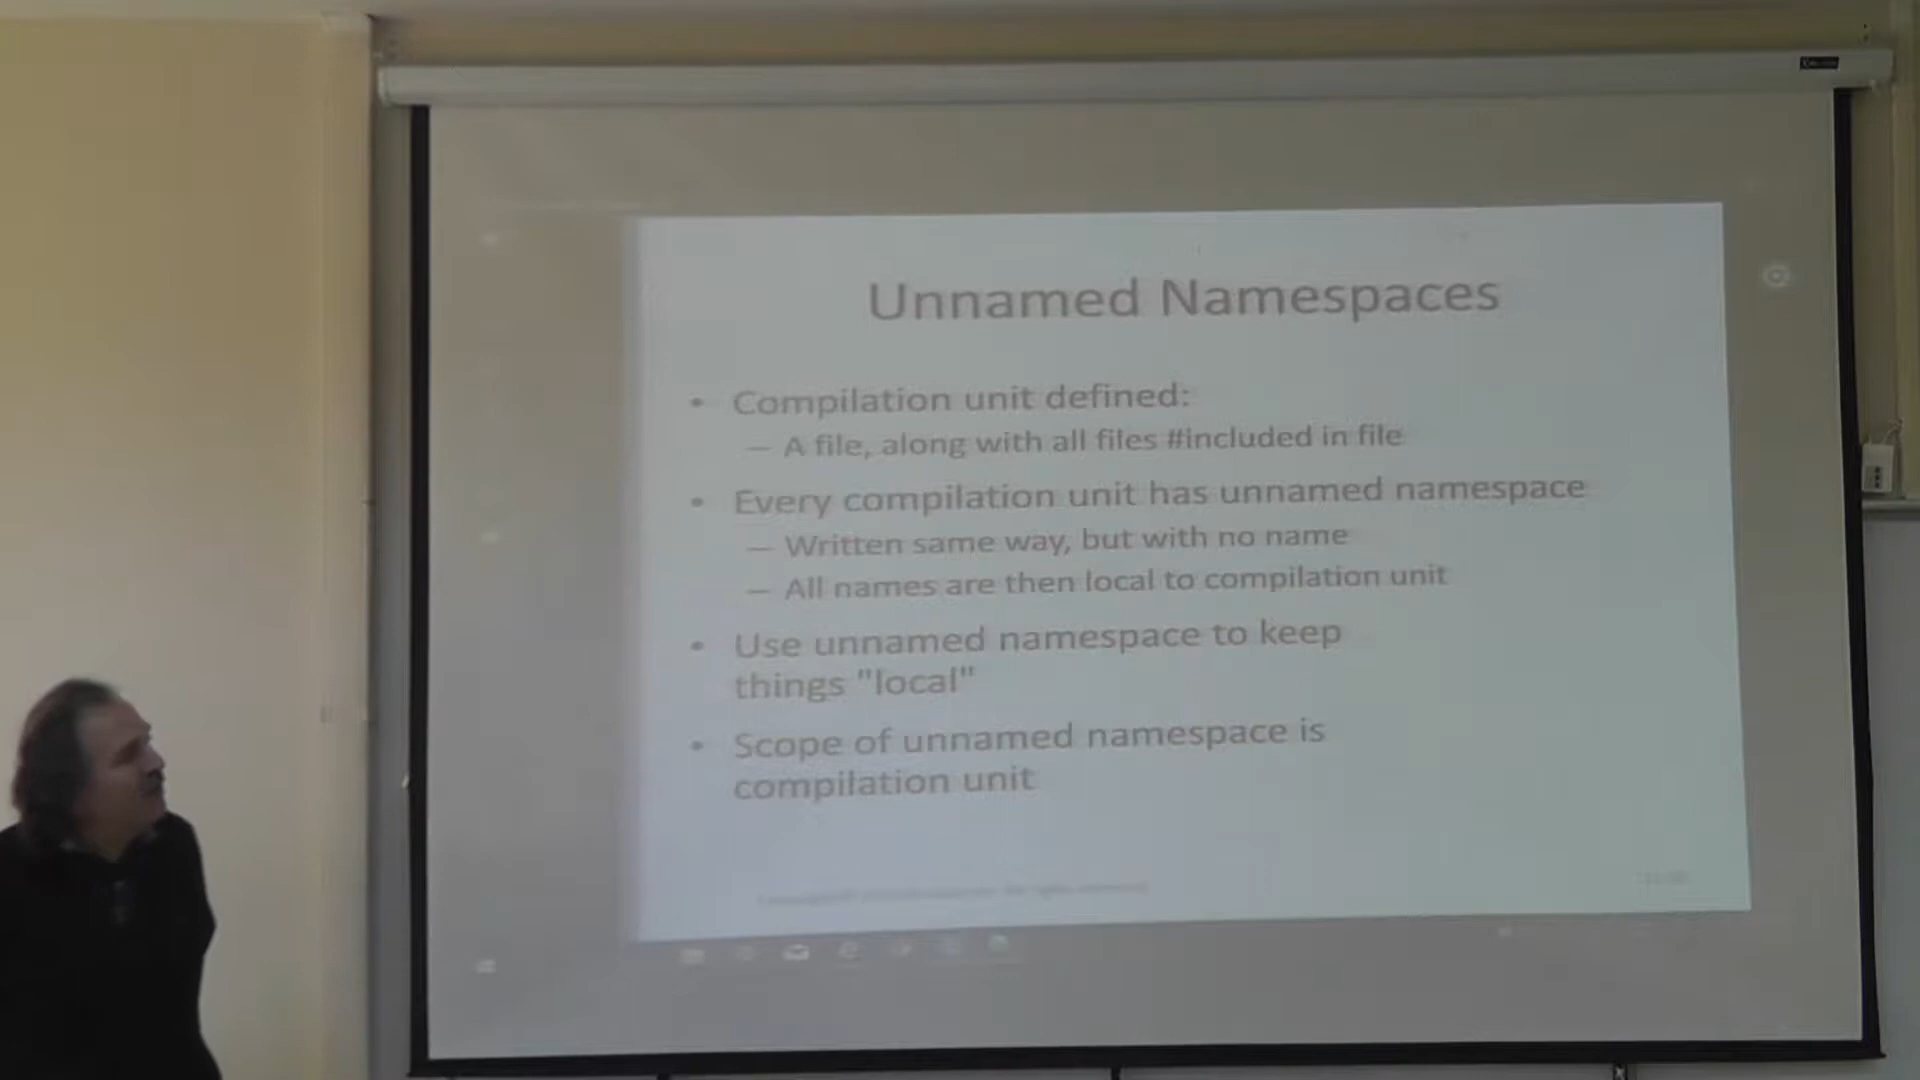 Unnamed Namespaces
• Compilation unit defined:
— A file, along with all files #included in file
• Every compilation unit has unnamed namespace
— Written same way, but with no name
— All names are then local to compilation unit
• Use unnamed namespace to keep
things "local"
• Scope of unnamed namespace is
compilation unit